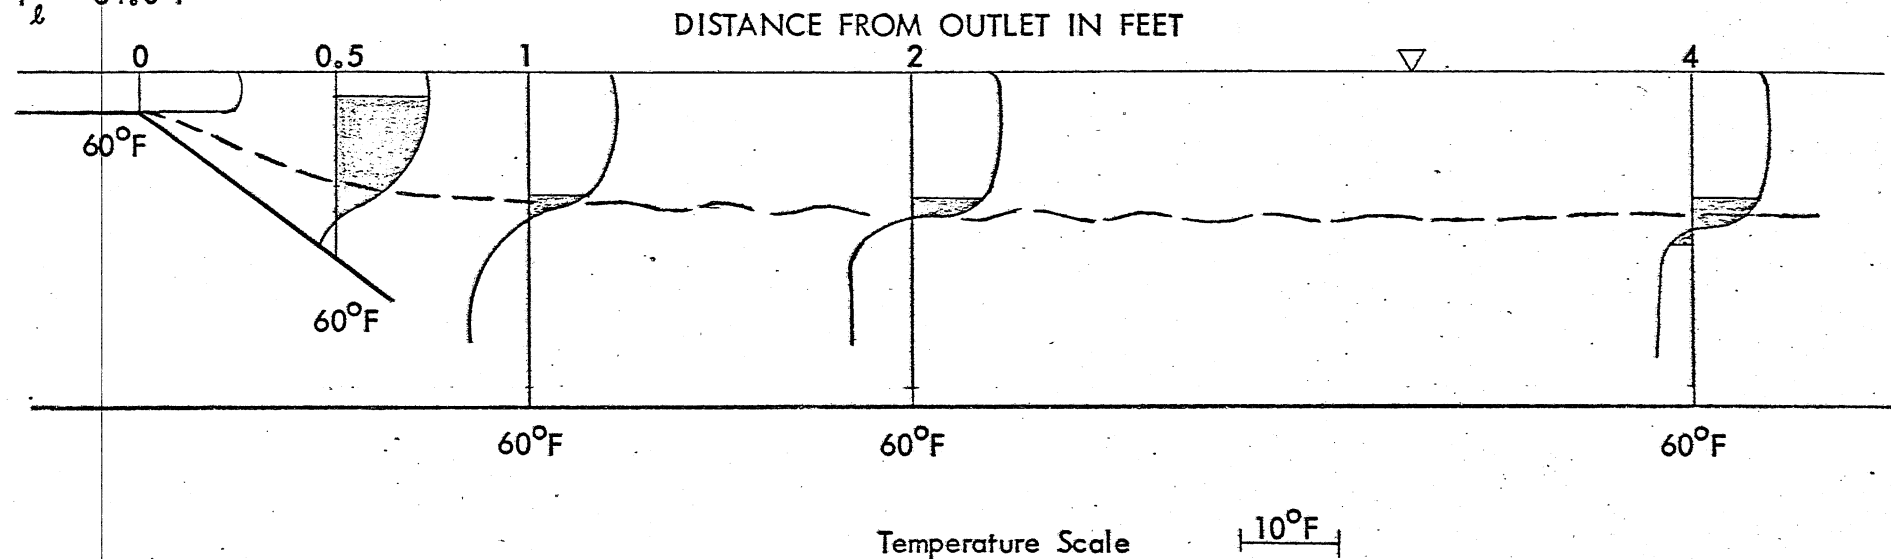 DISTANCE FROM OUTLET IN FEET
0 0.5 1 2 4
60°F
60°F
60°F 60°F 60°F
Temperature Scale 10°F